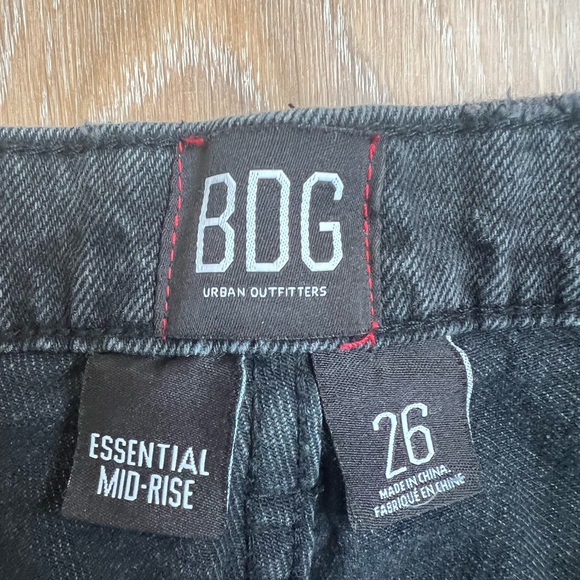 BDG
URBAN OUTFITTERS
ESSENTIAL
MID-RISE
26
MADE IN CHINA
FABRIQUÉ EN CHINE